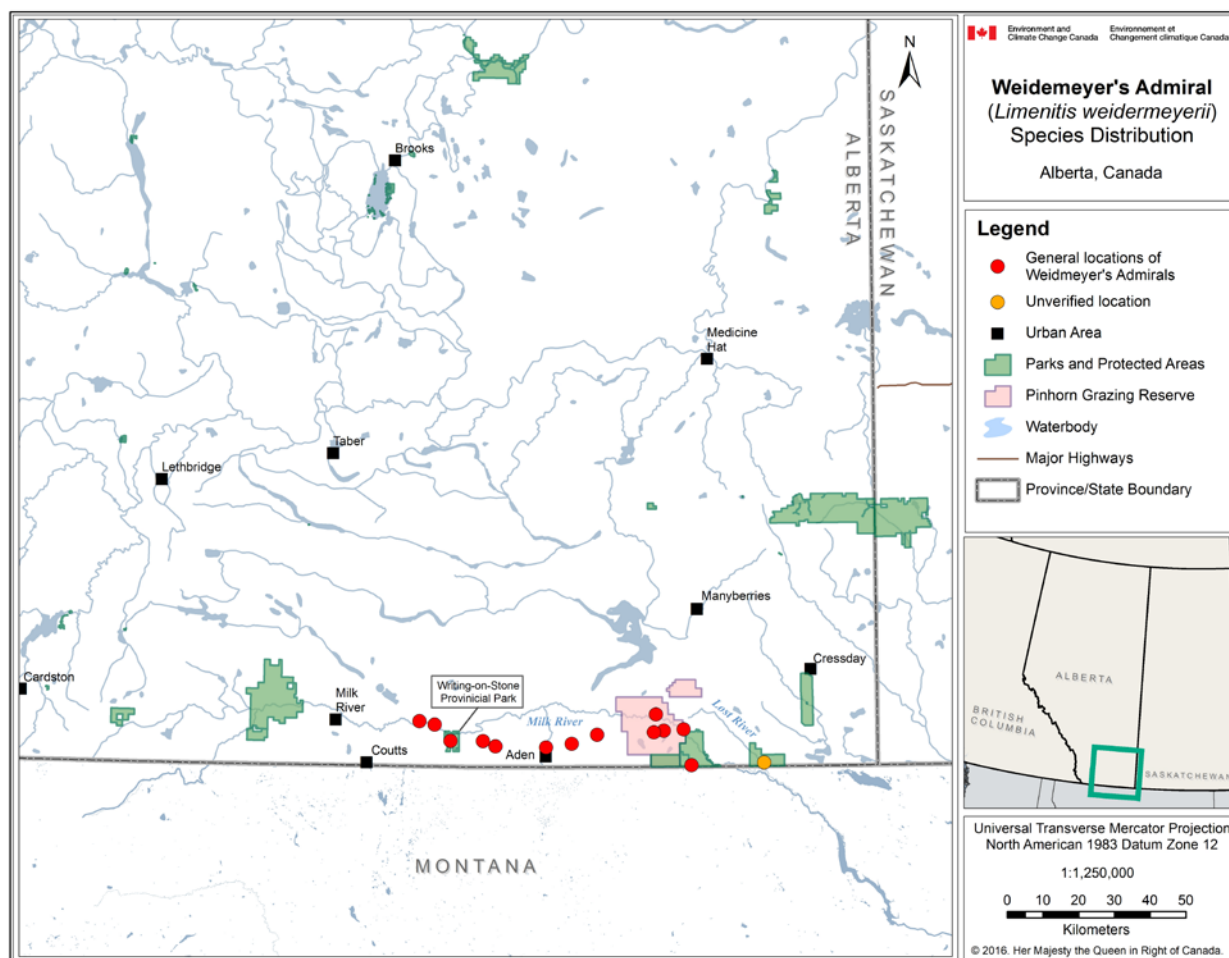 Environment and
Climate Change Canada
Environnement et
Changement climatique Canada
Weidemeyer's Admiral
(Limenitis weidermeyerii)
Species Distribution
Alberta, Canada
Legend
General locations of
Weidmeyer's Admirals
Unverified location
Urban Area
Parks and Protected Areas
Pinhorn Grazing Reserve
Waterbody
Major Highways
Province/State Boundary
N
SASKATCHEWAN
ALBERTA
Brooks
Medicine
Hat
Taber
Lethbridge
Manyberries
Cressday
Cardston
Milk
River
Writing-on-Stone
Provinicial Park
Milk River
Lost River
Coutts
Aden
MONTANA
ALBERTA
BRITISH
COLUMBIA
SASKATCHEWAN
Universal Transverse Mercator Projection
North American 1983 Datum Zone 12
1:1,250,000
0 10 20 30 40 50
Kilometers
© 2016. Her Majesty the Queen in Right of Canada.